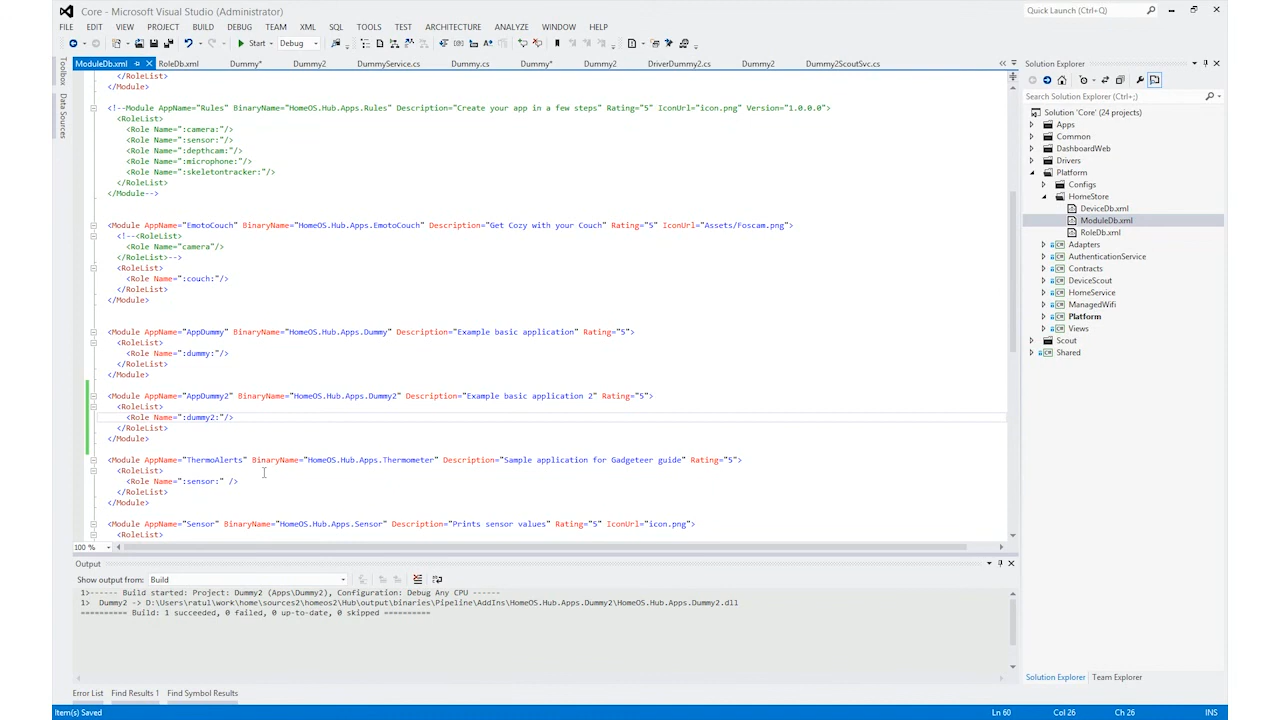 Core - Microsoft Visual Studio (Administrator)
Quick Launch (Ctrl+Q)
FILE EDIT VIEW PROJECT BUILD DEBUG TEAM XML SQL TOOLS TEST ARCHITECTURE ANALYZE WINDOW HELP
Start Debug
ModuleDb.xml RoleDb.xml Dummy* Dummy2 DummyService.cs Dummy.cs Dummy* Dummy2 DriverDummy2.cs Dummy2 Dummy2ScoutSvc.cs
Toolbox
Data Sources
</RoleList>
</Module>
<!--Module AppName="Rules" BinaryName="HomeOS.Hub.Apps.Rules" Description="Create your app in a few steps" Rating="5" IconUrl="icon.png" Version="1.0.0.0">
<RoleList>
<Role Name=":camera:"/>
<Role Name=":sensor:"/>
<Role Name=":depthcam:"/>
<Role Name=":microphone:"/>
<Role Name=":skeletontracker:"/>
</RoleList>
</Module-->
<Module AppName="EmotoCouch" BinaryName="HomeOS.Hub.Apps.EmotoCouch" Description="Get Cozy with your Couch" Rating="5" IconUrl="Assets/Foscam.png">
<!--<RoleList>
<Role Name="camera"/>
</RoleList>-->
<RoleList>
<Role Name=":couch:"/>
</RoleList>
</Module>
<Module AppName="AppDummy" BinaryName="HomeOS.Hub.Apps.Dummy" Description="Example basic application" Rating="5">
<RoleList>
<Role Name=":dummy:"/>
</RoleList>
</Module>
<Module AppName="AppDummy2" BinaryName="HomeOS.Hub.Apps.Dummy2" Description="Example basic application 2" Rating="5">
<RoleList>
<Role Name=":dummy2:"/>
</RoleList>
</Module>
<Module AppName="ThermoAlerts" BinaryName="HomeOS.Hub.Apps.Thermometer" Description="Sample application for Gadgeteer guide" Rating="5">
<RoleList>
<Role Name=":sensor:" />
</RoleList>
</Module>
<Module AppName="Sensor" BinaryName="HomeOS.Hub.Apps.Sensor" Description="Prints sensor values" Rating="5" IconUrl="icon.png">
<RoleList>
100 %
Output
Show output from: Build
1>------ Build started: Project: Dummy2 (Apps\Dummy2), Configuration: Debug Any CPU ------
1> Dummy2 -> D:\Users\ratul\work\home\sources2\homeos2\Hub\output\binaries\Pipeline\AddIns\HomeOS.Hub.Apps.Dummy2\HomeOS.Hub.Apps.Dummy2.dll
========== Build: 1 succeeded, 0 failed, 0 up-to-date, 0 skipped ==========
Error List Find Results 1 Find Symbol Results
Solution Explorer
Search Solution Explorer (Ctrl+;)
Solution 'Core' (24 projects)
Apps
Common
DashboardWeb
Drivers
Platform
Configs
HomeStore
DeviceDb.xml
ModuleDb.xml
RoleDb.xml
Adapters
AuthenticationService
Contracts
DeviceScout
HomeService
ManagedWifi
Platform
Views
Scout
Shared
Solution Explorer Team Explorer
Item(s) Saved Ln 60 Col 26 Ch 26 INS